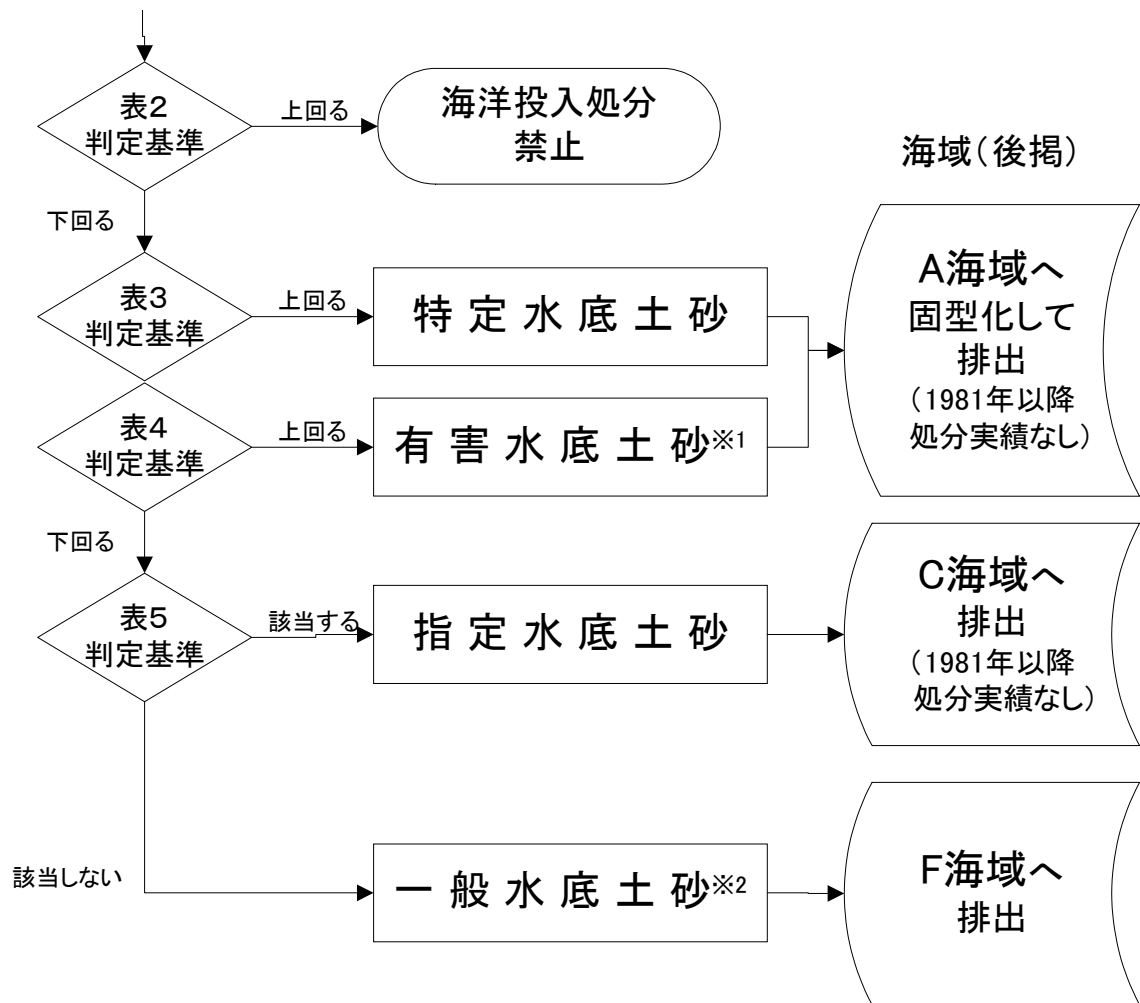 表2
判定基準
上回る
海洋投入処分
禁止
海域(後掲)
下回る
表3
判定基準
上回る
特定水底土砂
A海域へ
固型化して
排出
(1981年以降
処分実績なし)
表4
判定基準
上回る
有害水底土砂※1
下回る
表5
判定基準
該当する
指定水底土砂
C海域へ
排出
(1981年以降
処分実績なし)
該当しない
一般水底土砂※2
F海域へ
排出